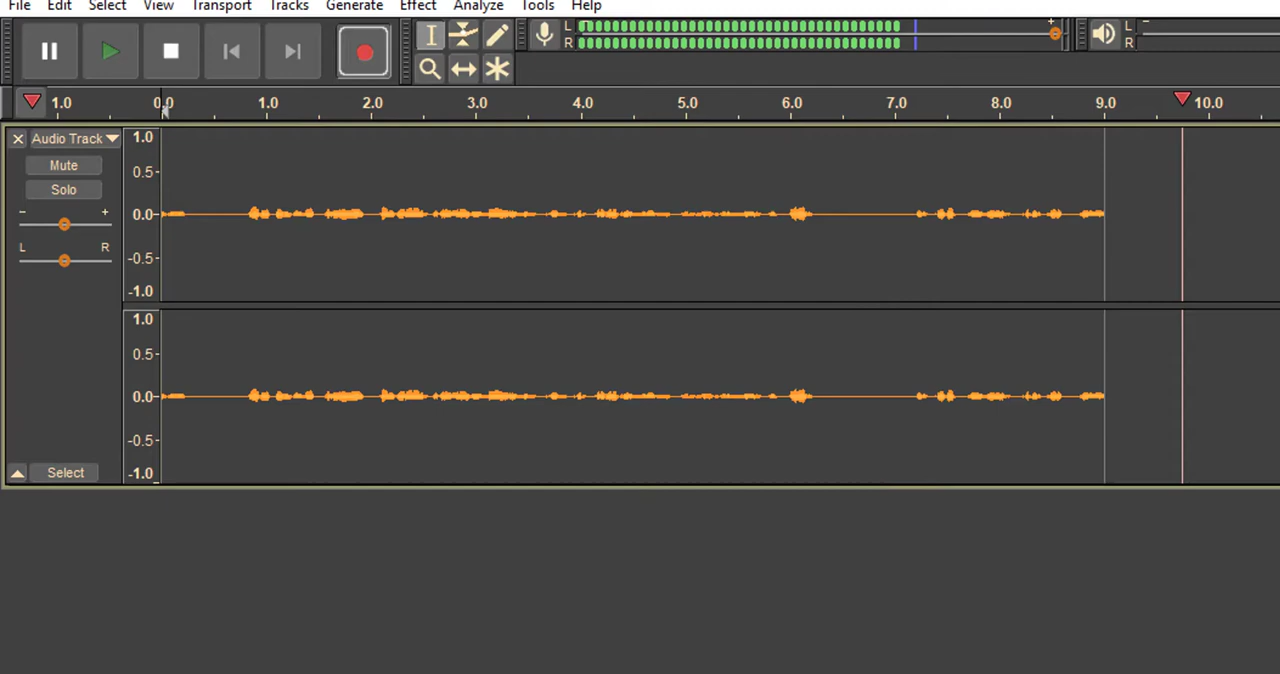 File Edit Select View Transport Tracks Generate Effect Analyze Tools Help
L
R
- +
L
R
-
1.0 0.0 1.0 2.0 3.0 4.0 5.0 6.0 7.0 8.0 9.0 10.0
Audio Track
Mute
Solo
- +
L R
1.0
0.5-
0.0-
-0.5-
-1.0
1.0
0.5-
0.0-
-0.5-
-1.0
Select